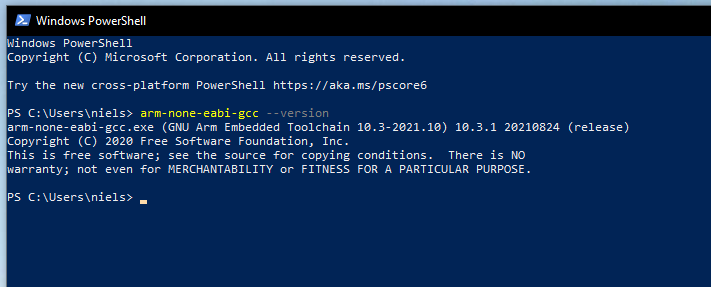 Windows PowerShell
Windows PowerShell
Copyright (C) Microsoft Corporation. All rights reserved.
Try the new cross-platform PowerShell https://aka.ms/pscore6
PS C:\Users\niels> arm-none-eabi-gcc --version
arm-none-eabi-gcc.exe (GNU Arm Embedded Toolchain 10.3-2021.10) 10.3.1 20210824 (release)
Copyright (C) 2020 Free Software Foundation, Inc.
This is free software; see the source for copying conditions.  There is NO
warranty; not even for MERCHANTABILITY or FITNESS FOR A PARTICULAR PURPOSE.
PS C:\Users\niels>